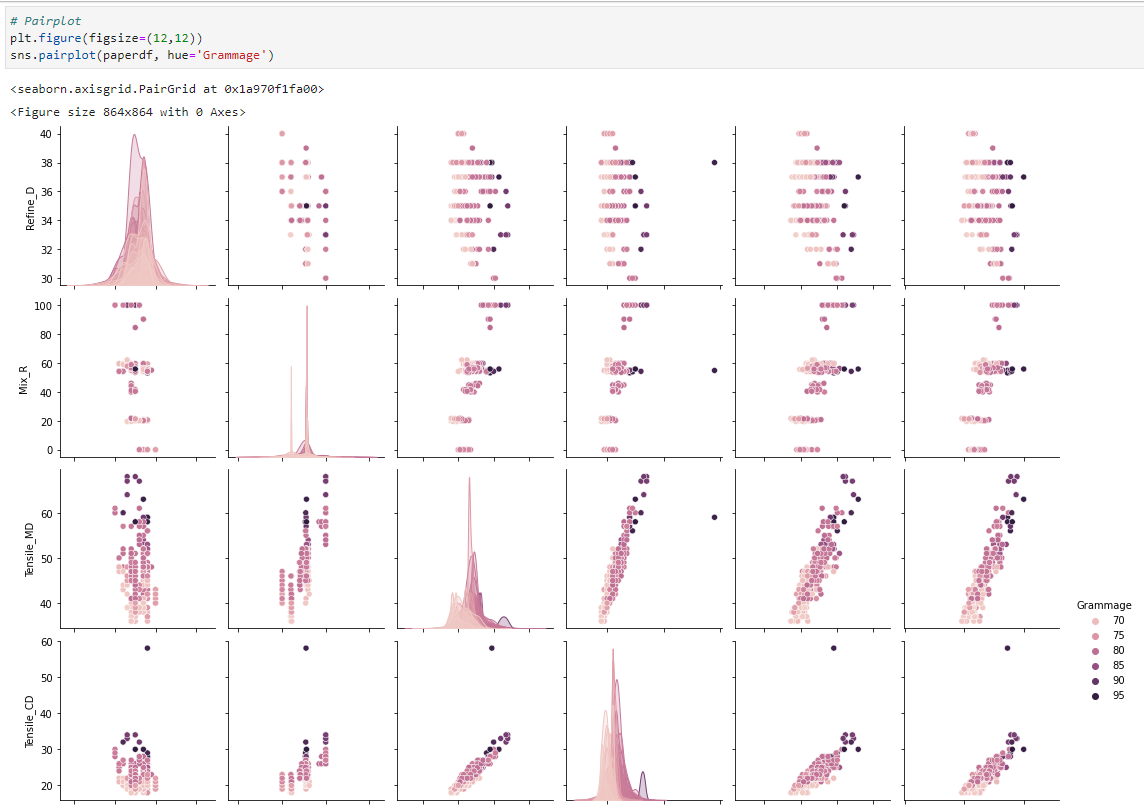 # Pairplot
plt.figure(figsize=(12,12))
sns.pairplot(paperdf, hue='Grammage')
<seaborn.axisgrid.PairGrid at 0x1a970f1fa00>
<Figure size 864x864 with 0 Axes>
40
38
36
34
32
30
Refine_D
100
80
60
40
20
0
Mix_R
60
50
40
Tensile_MD
60
50
40
30
20
Tensile_CD
Grammage
70
75
80
85
90
95